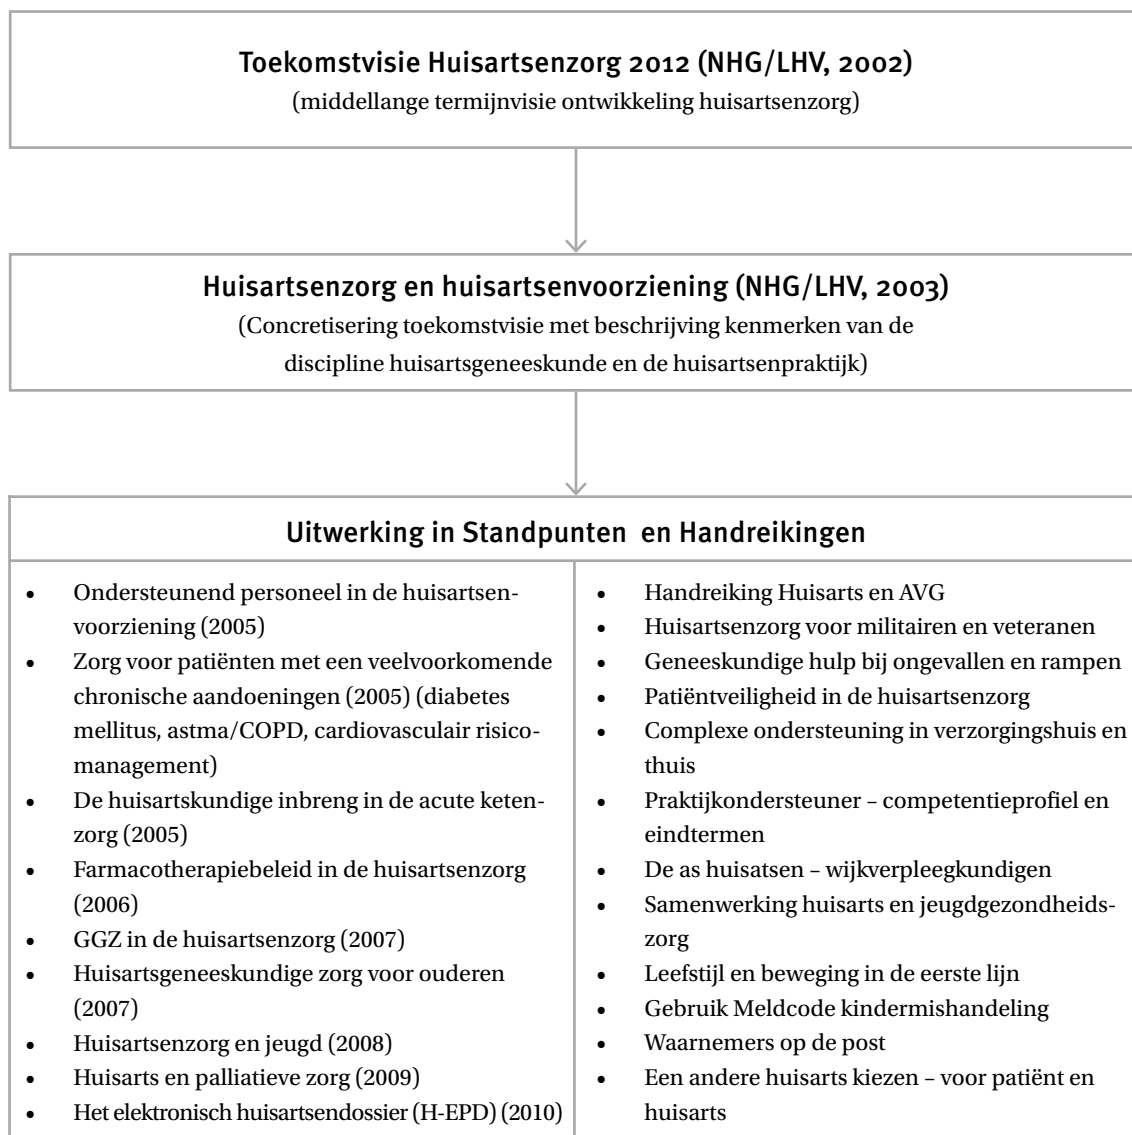 Toekomstvisie Huisartsenzorg 2012 (NHG/LHV, 2002)
(middellange termijnvisie ontwikkeling huisartsenzorg)
Huisartsenzorg en huisartsenvoorziening (NHG/LHV, 2003)
(Concretisering toekomstvisie met beschrijving kenmerken van de
discipline huisartsgeneeskunde en de huisartsenpraktijk)
Uitwerking in Standpunten en Handreikingen
• Ondersteunend personeel in de huisartsen-
voorziening (2005)
• Zorg voor patiënten met een veelvoorkomende
chronische aandoeningen (2005) (diabetes
mellitus, astma/COPD, cardiovasculair risico-
management)
• De huisartskundige inbreng in de acute keten-
zorg (2005)
• Farmacotherapiebeleid in de huisartsenzorg
(2006)
• GGZ in de huisartsenzorg (2007)
• Huisartsgeneeskundige zorg voor ouderen
(2007)
• Huisartsenzorg en jeugd (2008)
• Huisarts en palliatieve zorg (2009)
• Het elektronisch huisartsendossier (H-EPD) (2010)
• Handreiking Huisarts en AVG
• Huisartsenzorg voor militairen en veteranen
• Geneeskundige hulp bij ongevallen en rampen
• Patiëntveiligheid in de huisartsenzorg
• Complexe ondersteuning in verzorgingshuis en
thuis
• Praktijkondersteuner – competentieprofiel en
eindtermen
• De as huisatsen – wijkverpleegkundigen
• Samenwerking huisarts en jeugdgezondheids-
zorg
• Leefstijl en beweging in de eerste lijn
• Gebruik Meldcode kindermishandeling
• Waarnemers op de post
• Een andere huisarts kiezen – voor patiënt en
huisarts